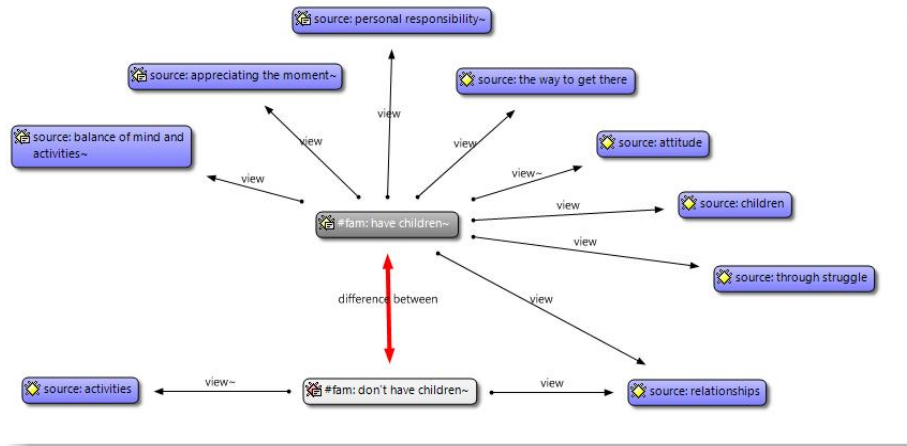 source: personal responsibility~
source: appreciating the moment~
source: the way to get there
view
source: balance of mind and
activities~
view
view
source: attitude
view
view~
source: children
view
#fam: have children~
view
source: through struggle
difference between
view
source: activities
view~
#fam: don't have children~
view
source: relationships